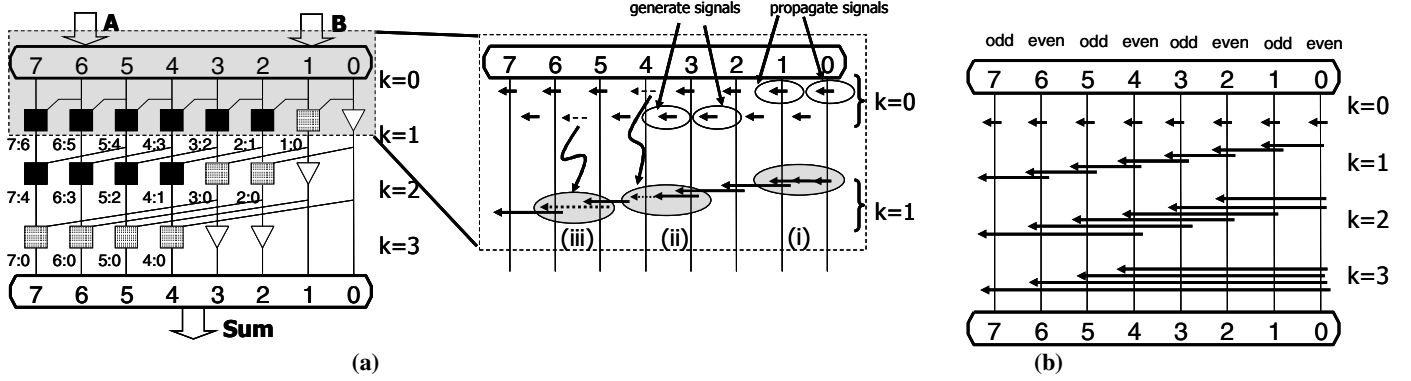 A B
7 6 5 4 3 2 1 0
k=0
k=1
7:6 6:5 5:4 4:3 3:2 2:1 1:0
k=2
7:4 6:3 5:2 4:1 3:0 2:0
k=3
7:0 6:0 5:0 4:0
7 6 5 4 3 2 1 0
Sum
(a)
generate signals propagate signals
7 6 5 4 3 2 1 0
k=0
k=1
(iii) (ii) (i)
odd even odd even odd even odd even
7 6 5 4 3 2 1 0
k=0
k=1
k=2
k=3
7 6 5 4 3 2 1 0
(b)